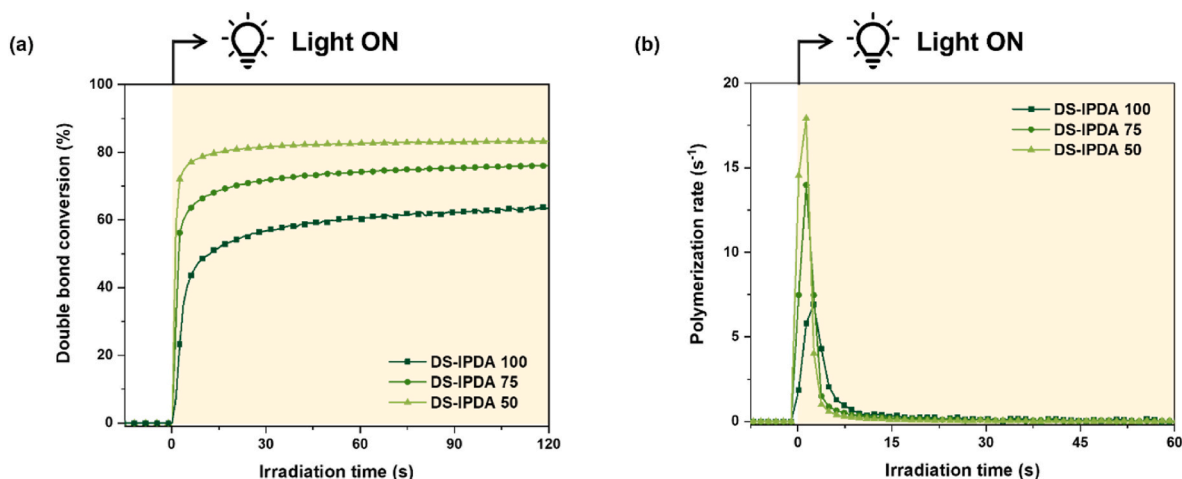 (a)
Light ON
Double bond conversion (%)
100
80
60
40
20
0
DS-IPDA 100
DS-IPDA 75
DS-IPDA 50
0
30
60
90
120
Irradiation time (s)
(b)
Light ON
Polymerization rate (s⁻¹)
20
15
10
5
0
DS-IPDA 100
DS-IPDA 75
DS-IPDA 50
0
15
30
45
60
Irradiation time (s)